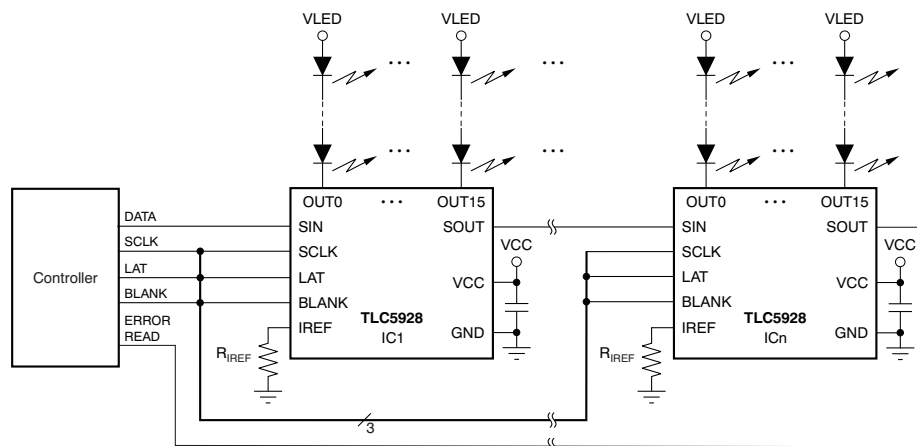 VLED VLED VLED VLED
... ... ... ...
... ... ... ...
OUT0 ... OUT15 OUT0 ... OUT15
DATA SIN SOUT SIN SOUT
SCLK SCLK VCC SCLK VCC
Controller LAT LAT VCC LAT VCC
BLANK BLANK TLC5928 BLANK TLC5928
ERROR IREF IC1 GND IREF ICn GND
READ
RIREF RIREF
3